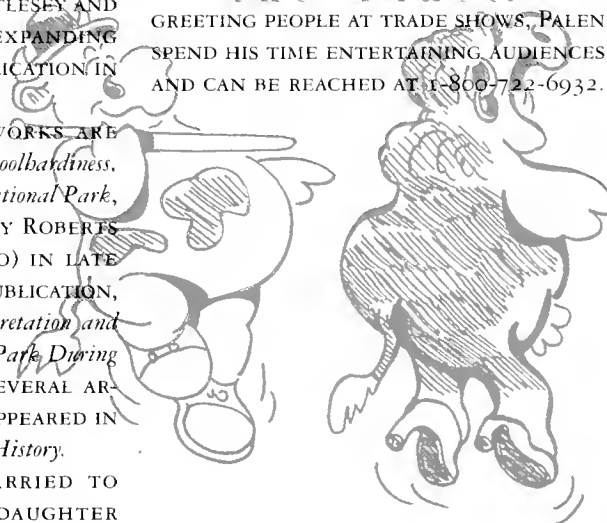 TLESEY AND
EXPANDING
LICATION IN
WORKS ARE
oolhardiness,
tional Park,
Y ROBERTS
O) IN LATE
UBLICATION,
retation and
Park During
EVERAL AR-
PPEARED IN
History.
RRIED TO
DAUGHTER
GREETING PEOPLE AT TRADE SHOWS, PALEN
SPEND HIS TIME ENTERTAINING AUDIENCES
AND CAN BE REACHED AT 1-800-722-6932.